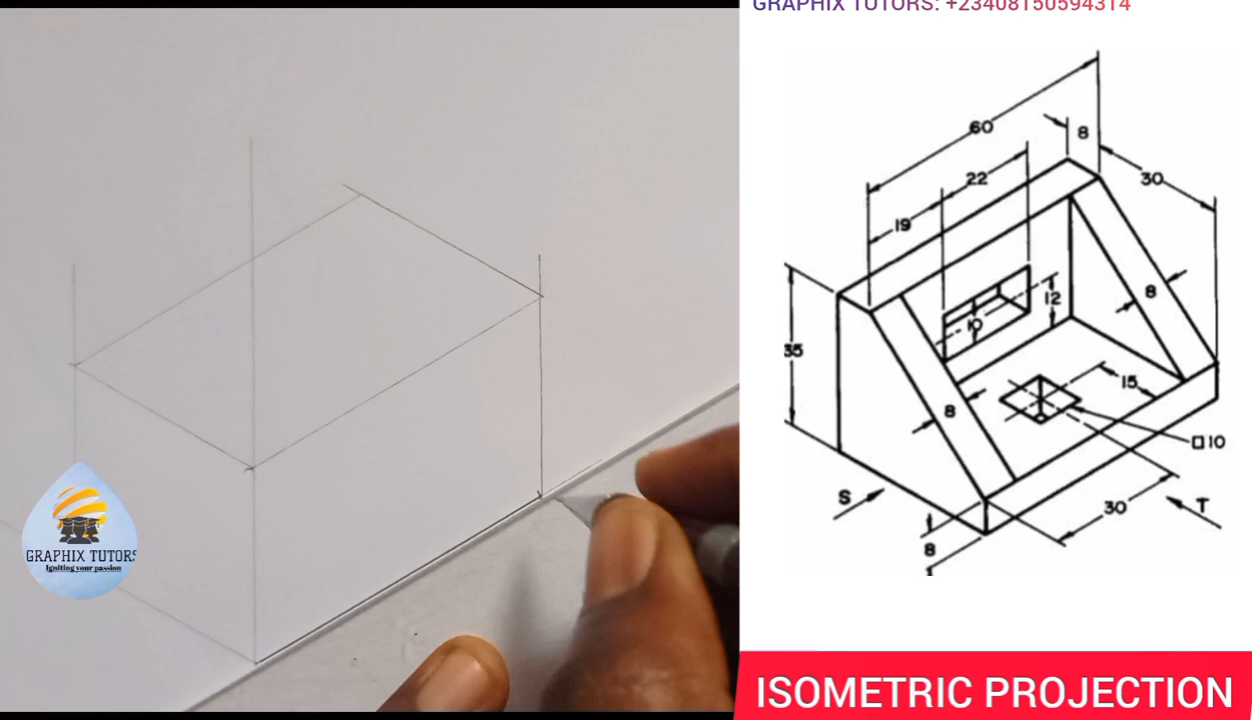 GRAPHIX TUTORS: +23408150594314
60
8
30
22
19
12
10
8
35
15
8
10
S
30
T
8
GRAPHIX TUTORS
Igniting your passion
ISOMETRIC PROJECTION